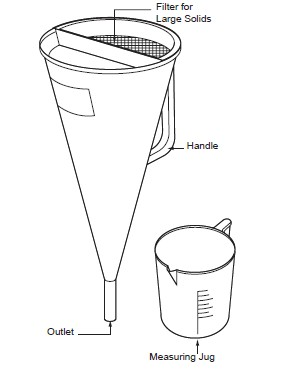 Filter for
Large Solids
Handle
Outlet
Measuring Jug